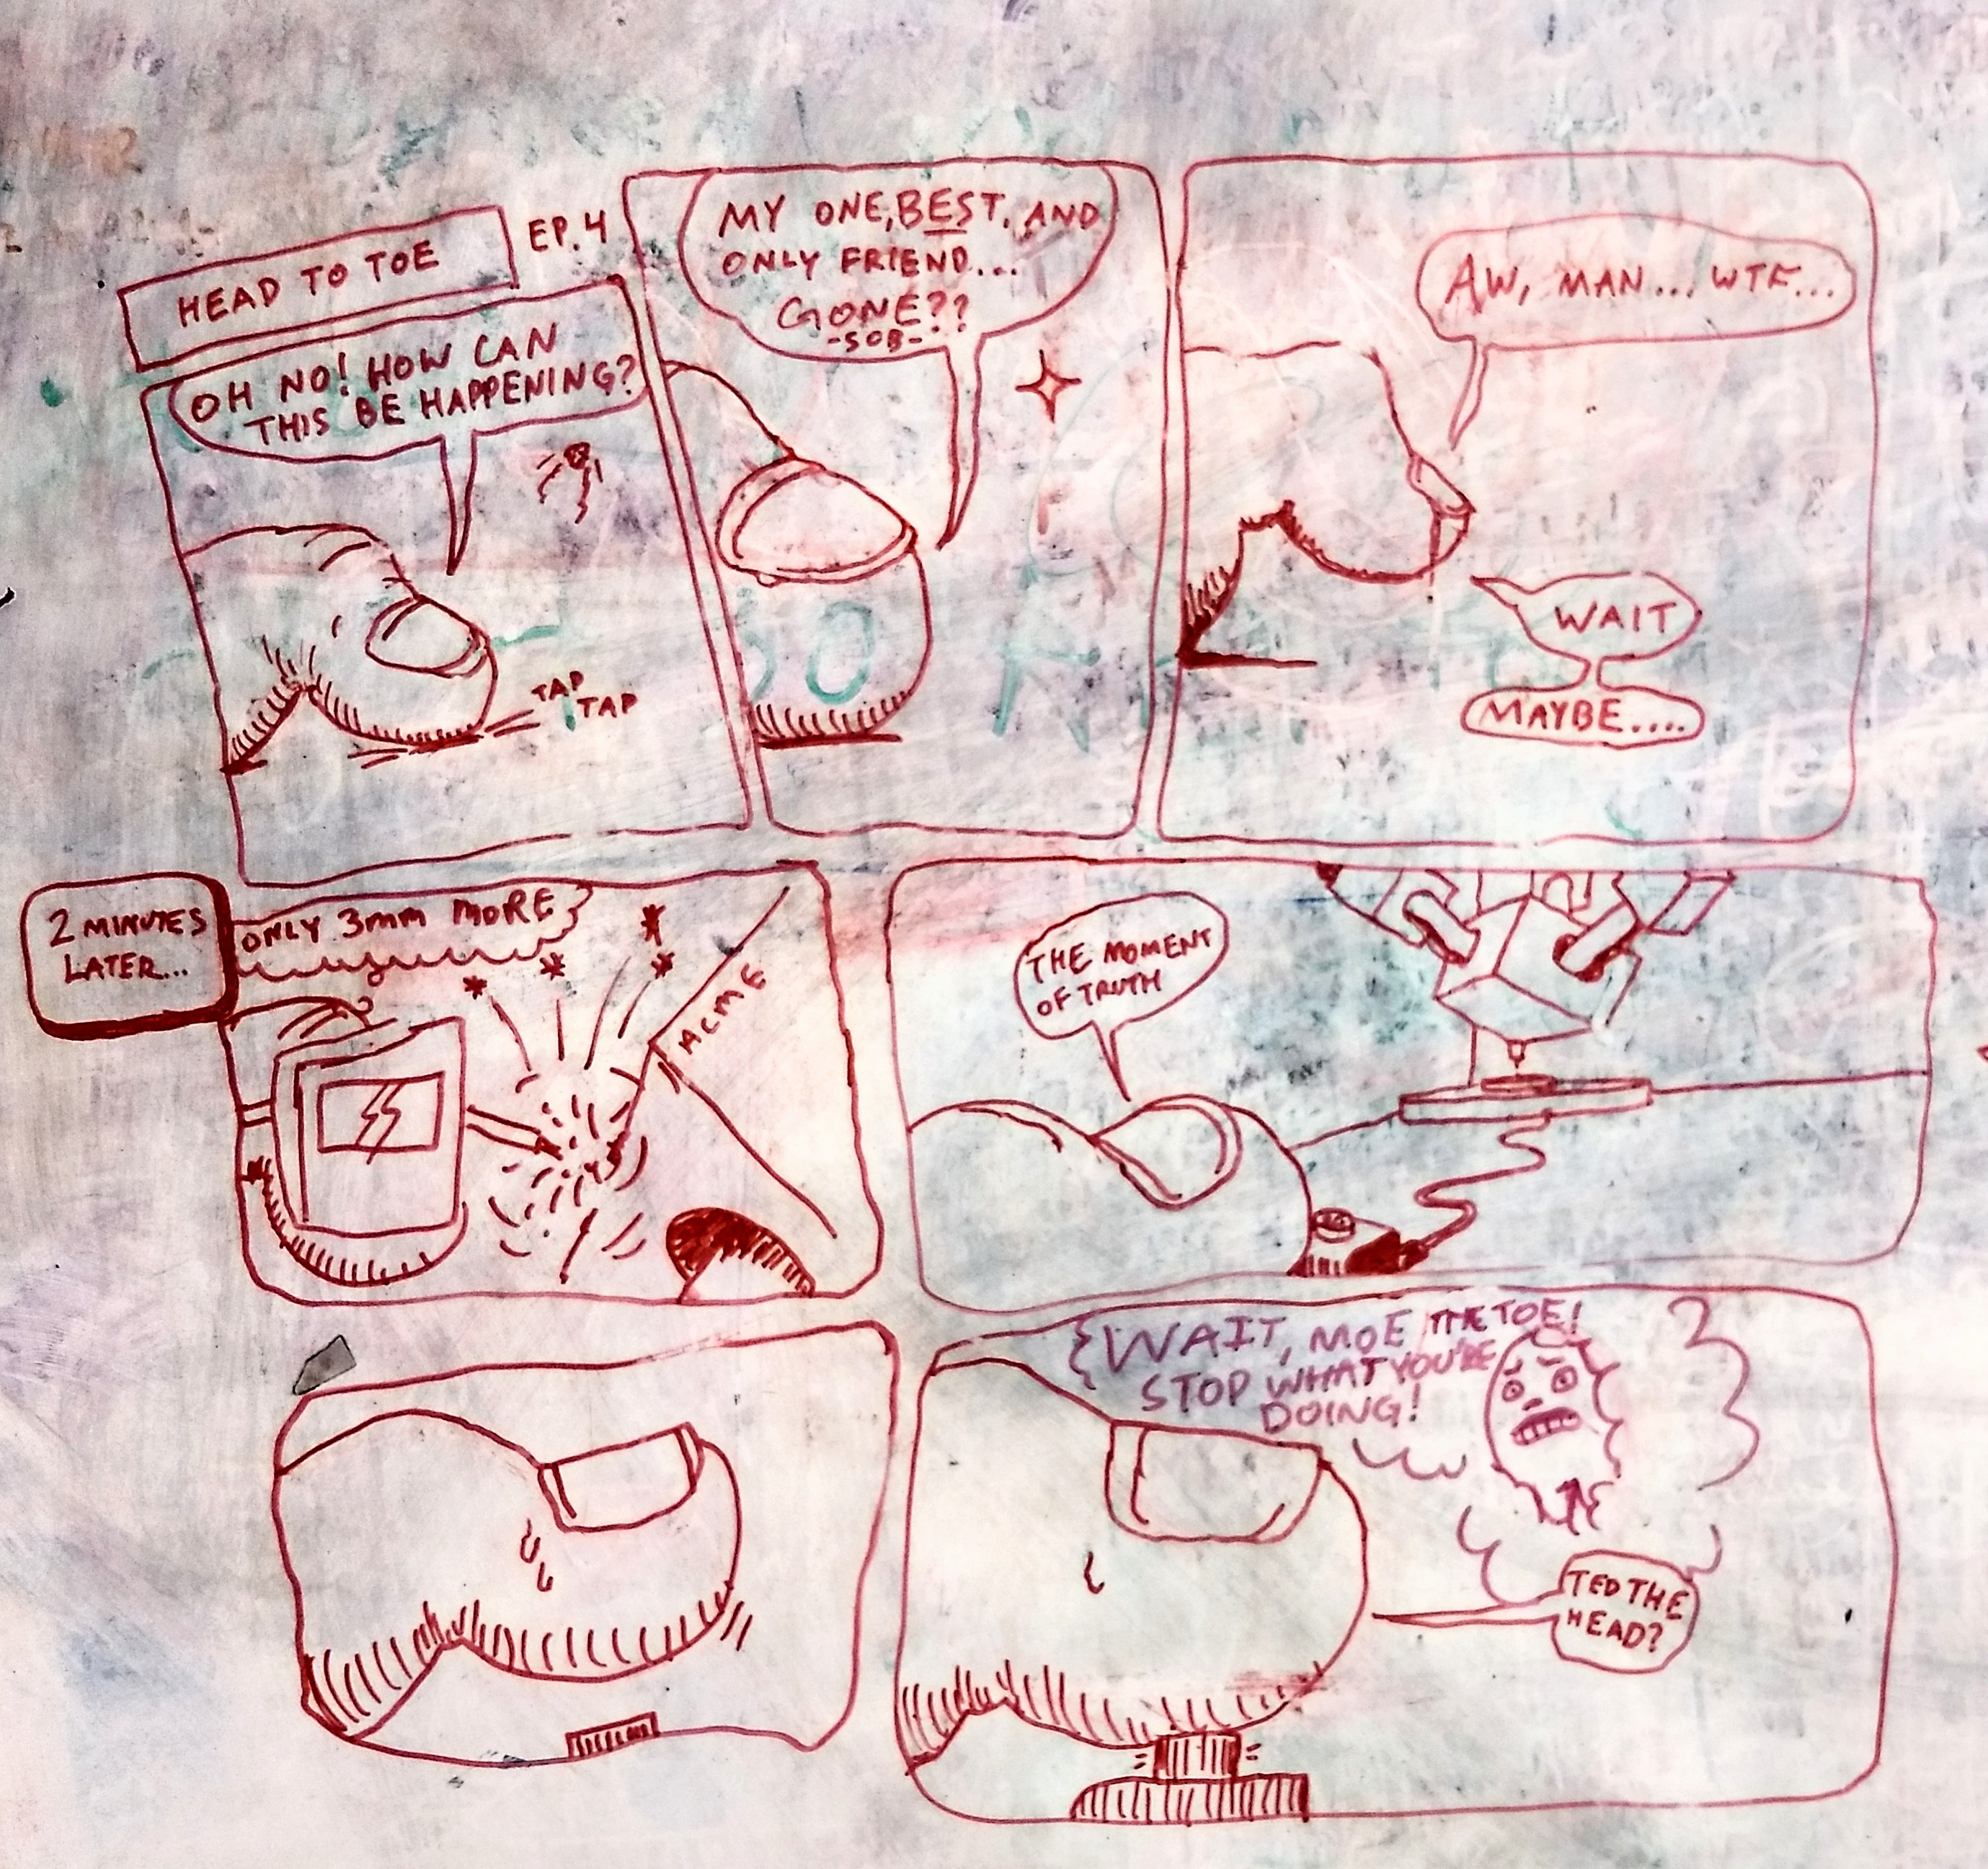 HEAD TO TOE
EP. 4
OH NO! HOW CAN
THIS BE HAPPENING?
TAP
TAP
MY ONE, BEST, AND
ONLY FRIEND...
GONE??
-SOB-
AW, MAN... WTF...
WAIT
MAYBE.....
2 MINUTES
LATER...
ONLY 3mm MORE
ACME
THE MOMENT
OF TRUTH
WAIT, MOE THE TOE!
STOP WHAT YOU'RE
DOING!
TED THE
HEAD?